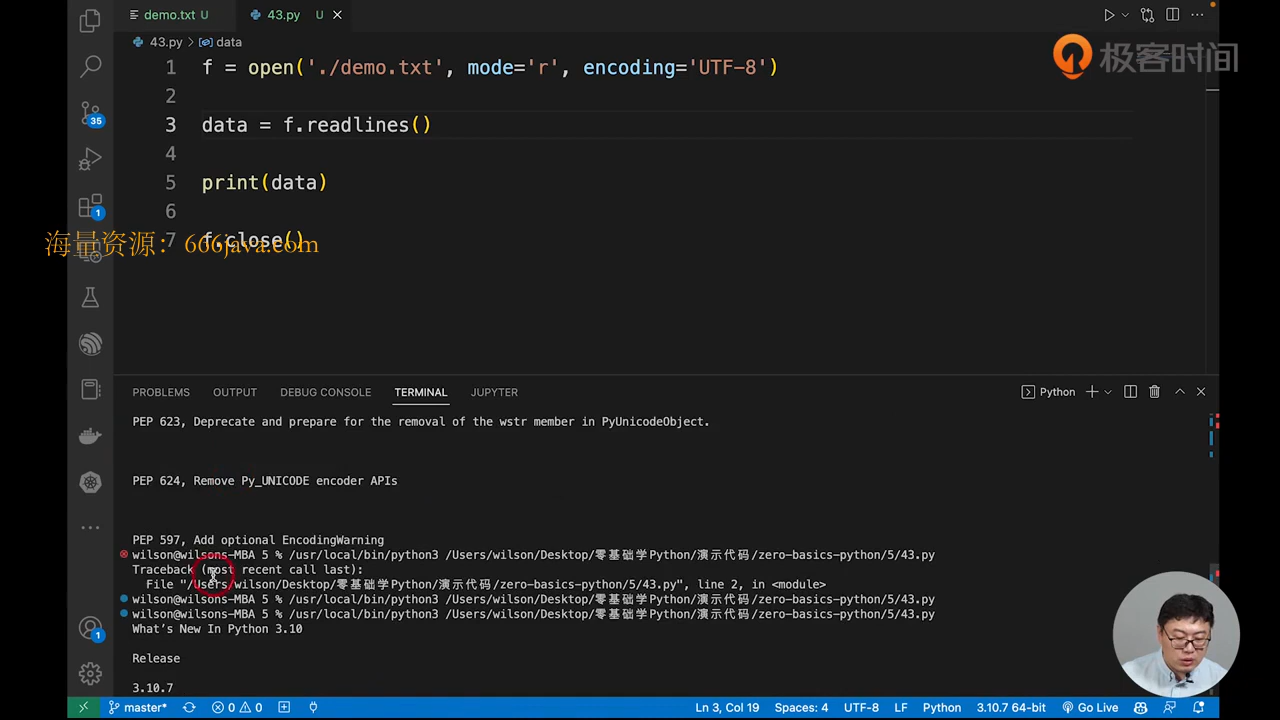 demo.txt U
43.py U
43.py > data
极客时间
1 f = open('./demo.txt', mode='r', encoding='UTF-8')
2
3 data = f.readlines()
4
5 print(data)
6
7 f.close()
海量资源：666java.com
35
1
PROBLEMS OUTPUT DEBUG CONSOLE TERMINAL JUPYTER
Python
PEP 623, Deprecate and prepare for the removal of the wstr member in PyUnicodeObject.
PEP 624, Remove Py_UNICODE encoder APIs
PEP 597, Add optional EncodingWarning
wilson@wilsons-MBA 5 % /usr/local/bin/python3 /Users/wilson/Desktop/零基础学Python/演示代码/zero-basics-python/5/43.py
Traceback (most recent call last):
File "/Users/wilson/Desktop/零基础学Python/演示代码/zero-basics-python/5/43.py", line 2, in <module>
wilson@wilsons-MBA 5 % /usr/local/bin/python3 /Users/wilson/Desktop/零基础学Python/演示代码/zero-basics-python/5/43.py
wilson@wilsons-MBA 5 % /usr/local/bin/python3 /Users/wilson/Desktop/零基础学Python/演示代码/zero-basics-python/5/43.py
What's New In Python 3.10
Release
3.10.7
1
master* 0 0 Ln 3, Col 19 Spaces: 4 UTF-8 LF Python 3.10.7 64-bit Go Live